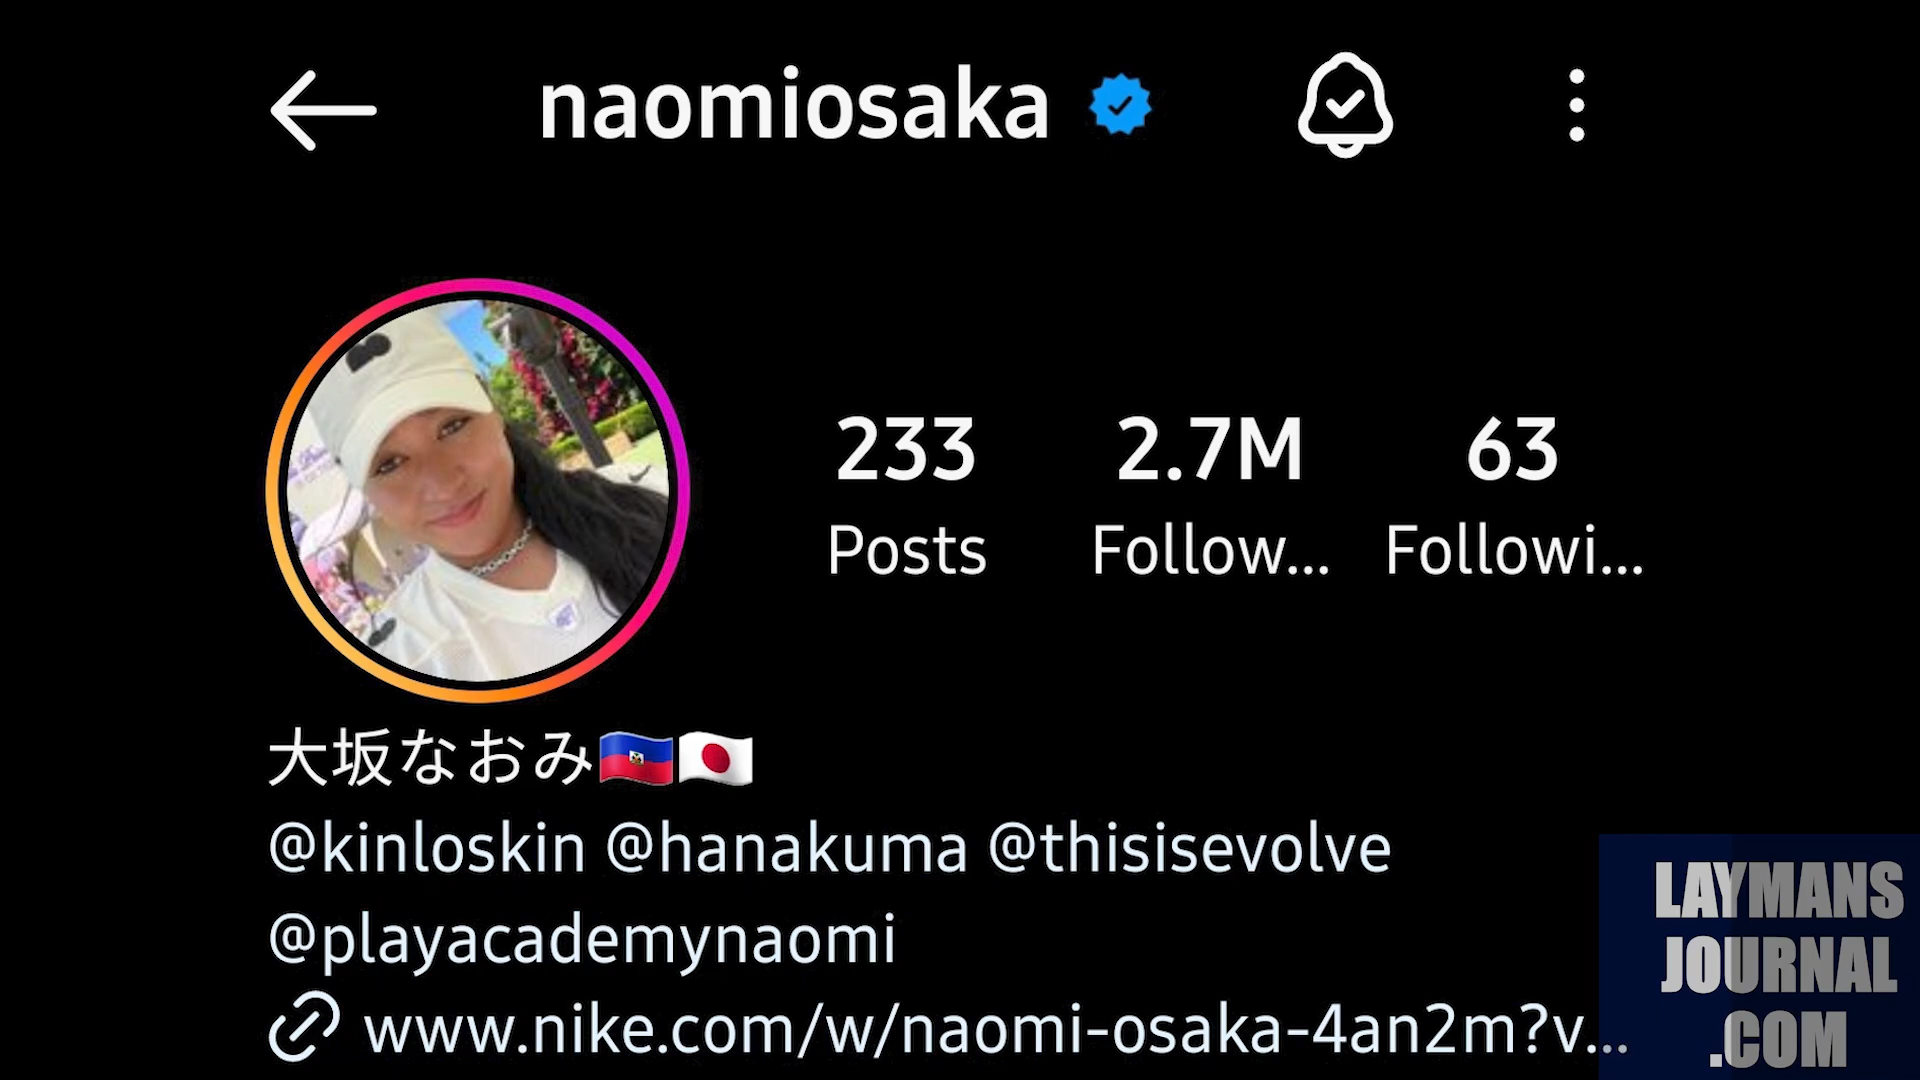 naomiosaka
233 2.7M 63
Posts Follow... Followi...
大坂なおみ🇭🇹🇯🇵
@kinloskin @hanakuma @thisisevolve
@playacademynaomi
www.nike.com/w/naomi-osaka-4an2m?v...
LAYMANS
JOURNAL
.COM